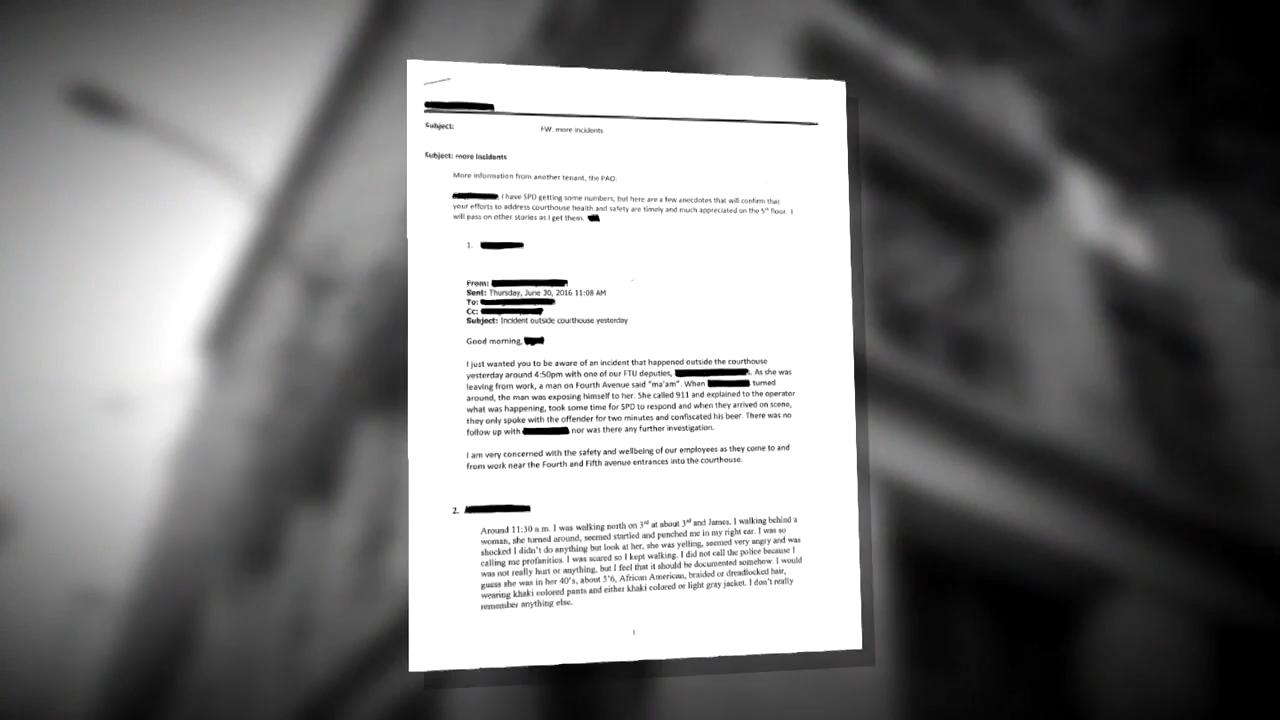 Subject:
FW: more incidents
Subject: more Incidents
More information from another tenant, the PAO:
, I have SPD getting some numbers, but here are a few anecdotes that will confirm that
your efforts to address courthouse health and safety are timely and much appreciated on the 5th floor. I
will pass on other stories as I get them.
1.
From:
Sent: Thursday, June 30, 2016 11:08 AM
To:
Cc:
Subject: Incident outside courthouse yesterday
Good morning,
I just wanted you to be aware of an incident that happened outside the courthouse
yesterday around 4:50pm with one of our FTU deputies, . As she was
leaving from work, a man on Fourth Avenue said "ma'am". When turned
around, the man was exposing himself to her. She called 911 and explained to the operator
what was happening, took some time for SPD to respond and when they arrived on scene,
they only spoke with the offender for two minutes and confiscated his beer. There was no
follow up with nor was there any further investigation.
I am very concerned with the safety and wellbeing of our employees as they come to and
from work near the Fourth and Fifth avenue entrances into the courthouse.
2.
Around 11:30 a.m. I was walking north on 3rd at about 3rd and James. I walking behind a
woman, she turned around, seemed startled and punched me in my right ear. I was so
shocked I didn't do anything but look at her, she was yelling, seemed very angry and was
calling me profanities. I was scared so I kept walking. I did not call the police because I
was not really hurt or anything, but I feel that it should be documented somehow. I would
guess she was in her 40's, about 5'6, African American, braided or dreadlocked hair,
wearing khaki colored pants and either khaki colored or light gray jacket. I don't really
remember anything else.
1